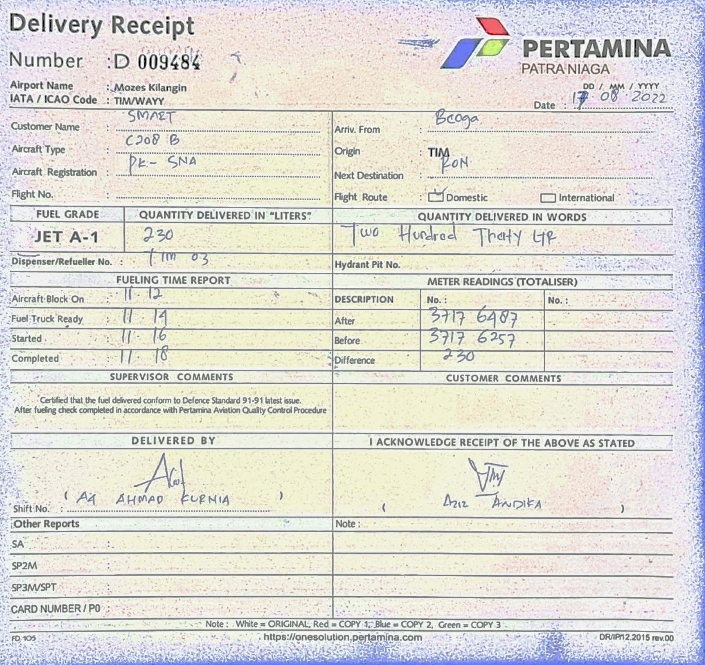 Delivery Receipt
Number : D 009484
PERTAMINA
PATRA NIAGA
Airport Name : Mozes Kilangin
IATA / ICAO Code : TIM/WAYY
DD / MM / YYYY
Date : 17 08 2022
Customer Name : SMART
Arriv. From Beoga
Aircraft Type : C208 B
Origin TIM
Aircraft Registration : PK - SNA
Next Destination KON
Flight No. :
Flight Route Domestic International
FUEL GRADE QUANTITY DELIVERED IN "LITERS" QUANTITY DELIVERED IN WORDS
JET A-1 230 Two Hundred Thirty LTR
Dispenser/Refueller No. : TIM 03
Hydrant Pit No.
FUELING TIME REPORT METER READINGS (TOTALISER)
Aircraft Block On : 11 12
DESCRIPTION No. : No. :
Fuel Truck Ready : 11 14
After 3717 6487
Started : 11 16
Before 3717 6257
Completed : 11 18
Difference 230
SUPERVISOR COMMENTS CUSTOMER COMMENTS
Certified that the fuel delivered conform to Defence Standard 91-91 latest issue.
After fueling check completed in accordance with Pertamina Aviation Quality Control Procedure
DELIVERED BY I ACKNOWLEDGE RECEIPT OF THE ABOVE AS STATED
( AA AHMAD KURNIA )
( AZIZ ANDIKA )
Shift No. :
Other Reports Note :
SA :
SP2M :
SP3M/SPT :
CARD NUMBER / P0 :
Note : White = ORIGINAL, Red = COPY 1, Blue = COPY 2, Green = COPY 3
FD 105 https://onesolution.pertamina.com DR/IP/12.2015 rev.00